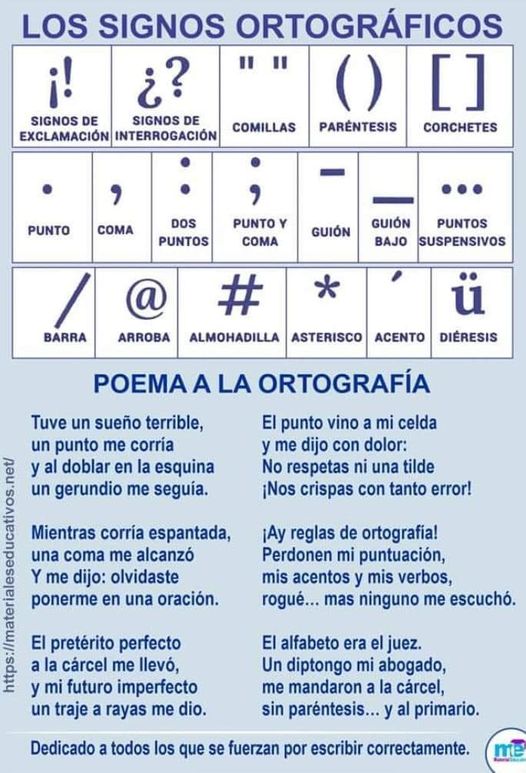 LOS SIGNOS ORTOGRÁFICOS
¡!
SIGNOS DE
EXCLAMACIÓN
¿?
SIGNOS DE
INTERROGACIÓN
" "
COMILLAS
( )
PARÉNTESIS
[ ]
CORCHETES
.
PUNTO
,
COMA
:
DOS
PUNTOS
;
PUNTO Y
COMA
-
GUIÓN
_
GUIÓN
BAJO
...
PUNTOS
SUSPENSIVOS
/
BARRA
@
ARROBA
#
ALMOHADILLA
*
ASTERISCO
´
ACENTO
ü
DIÉRESIS
POEMA A LA ORTOGRAFÍA
Tuve un sueño terrible,
un punto me corría
y al doblar en la esquina
un gerundio me seguía.
Mientras corría espantada,
una coma me alcanzó
Y me dijo: olvidaste
ponerme en una oración.
El pretérito perfecto
a la cárcel me llevó,
y mi futuro imperfecto
un traje a rayas me dio.
El punto vino a mi celda
y me dijo con dolor:
No respetas ni una tilde
¡Nos crispas con tanto error!
¡Ay reglas de ortografía!
Perdonen mi puntuación,
mis acentos y mis verbos,
rogué... mas ninguno me escuchó.
El alfabeto era el juez.
Un diptongo mi abogado,
me mandaron a la cárcel,
sin paréntesis... y al primario.
Dedicado a todos los que se fuerzan por escribir correctamente.
https://materialeseducativos.net/
me